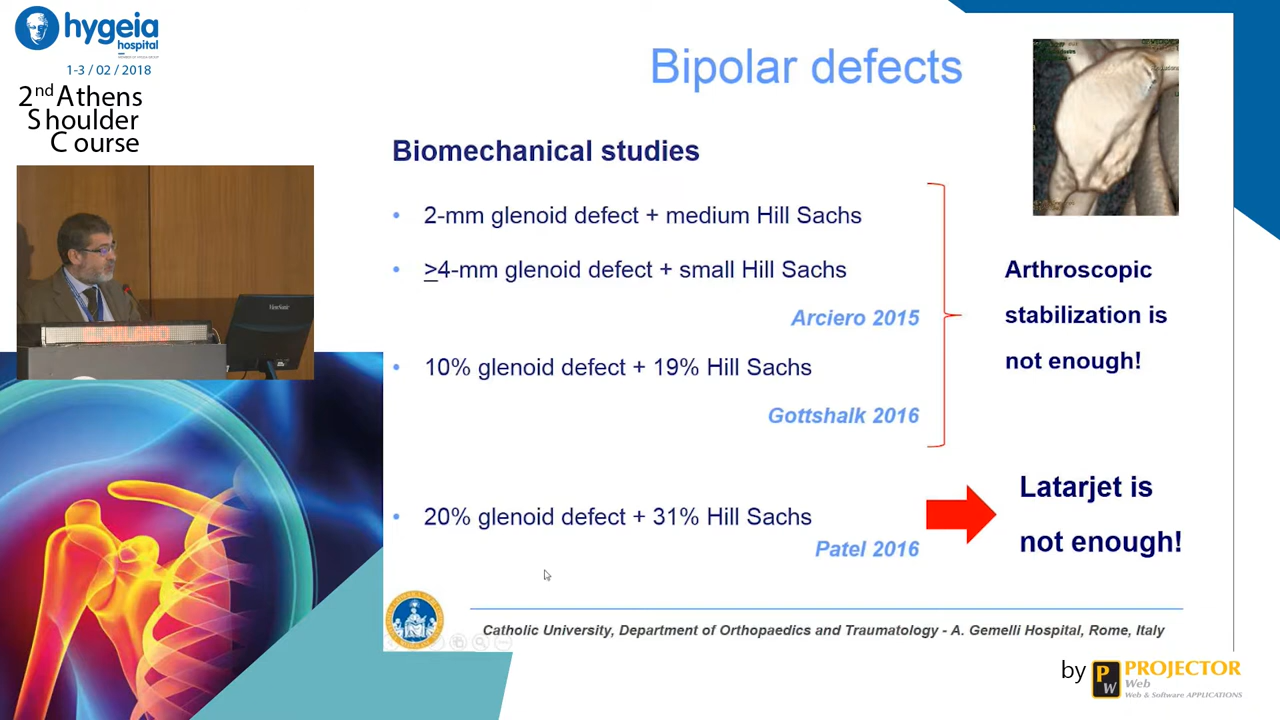 hygeia
hospital
1-3 / 02 / 2018
2nd Athens
Shoulder
Course
Bipolar defects
Biomechanical studies
• 2-mm glenoid defect + medium Hill Sachs
• >4-mm glenoid defect + small Hill Sachs
Arciero 2015
• 10% glenoid defect + 19% Hill Sachs
Gottshalk 2016
Arthroscopic
stabilization is
not enough!
• 20% glenoid defect + 31% Hill Sachs
Patel 2016
Latarjet is
not enough!
Catholic University, Department of Orthopaedics and Traumatology - A. Gemelli Hospital, Rome, Italy
by PW PROJECTOR
Web
Web & Software APPLICATIONS